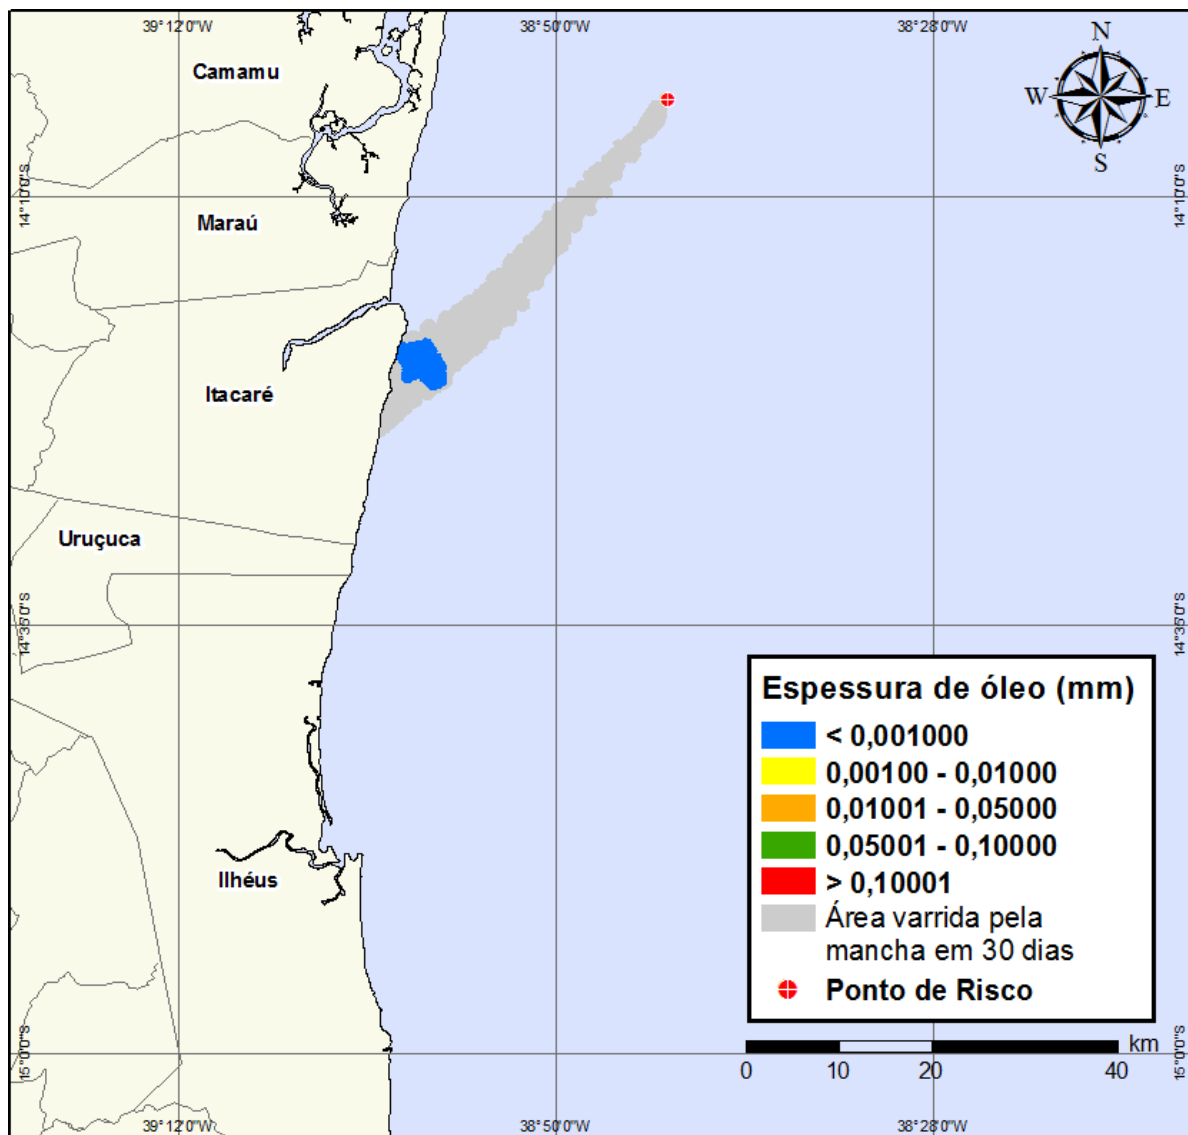 39°12'0"W
38°50'0"W
38°28'0"W
N
W
E
S
Camamu
14°10'0"S
14°10'0"S
Maraú
Itacaré
Uruçuca
14°35'0"S
14°35'0"S
Espessura de óleo (mm)
< 0,001000
0,00100 - 0,01000
0,01001 - 0,05000
0,05001 - 0,10000
> 0,10001
Área varrida pela
mancha em 30 dias
Ponto de Risco
Ilhéus
15°0'0"S
15°0'0"S
km
0
20
40
39°12'0"W
38°50'0"W
38°28'0"W